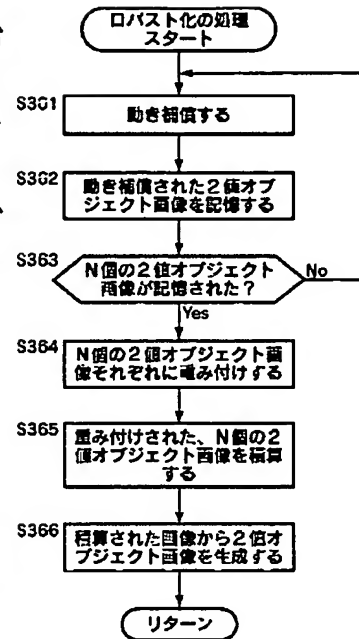 ロバスト化の処理
スタート
S361
動き補償する
S362
動き補償された2値オブ
ジェクト画像を記憶する
S363
N個の2値オブジェクト
画像が記憶された?
No
Yes
S364
N個の2値オブジェクト画
像それぞれに重み付けする
S365
重み付けされた、N個の2
値オブジェクト画像を積算
する
S366
積算された画像から2値オ
ブジェクト画像を生成する
リターン